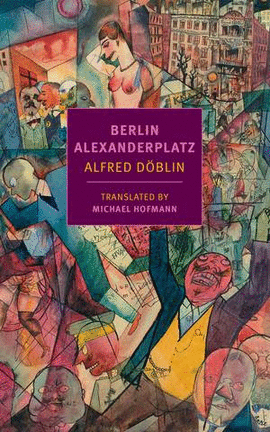 BERLIN
ALEXANDERPLATZ
ALFRED DÖBLIN
TRANSLATED BY
MICHAEL HOFMANN